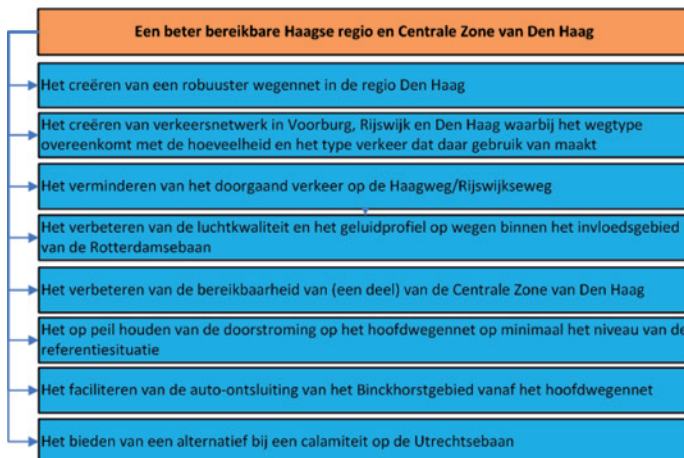 Een beter bereikbare Haagse regio en Centrale Zone van Den Haag
Het creëren van een robuuster wegennet in de regio Den Haag
Het creëren van verkeersnetwerk in Voorburg, Rijswijk en Den Haag waarbij het wegtype
overeenkomt met de hoeveelheid en het type verkeer dat daar gebruik van maakt
Het verminderen van het doorgaand verkeer op de Haagweg/Rijswijkseweg
Het verbeteren van de luchtkwaliteit en het geluidprofiel op wegen binnen het invloedsgebied
van de Rotterdamsebaan
Het verbeteren van de bereikbaarheid van (een deel) van de Centrale Zone van Den Haag
Het op peil houden van de doorstroming op het hoofdwegennet op minimaal het niveau van de
referentiesituatie
Het faciliteren van de auto-ontsluiting van het Binckhorstgebied vanaf het hoofdwegennet
Het bieden van een alternatief bij een calamiteit op de Utrechtsebaan